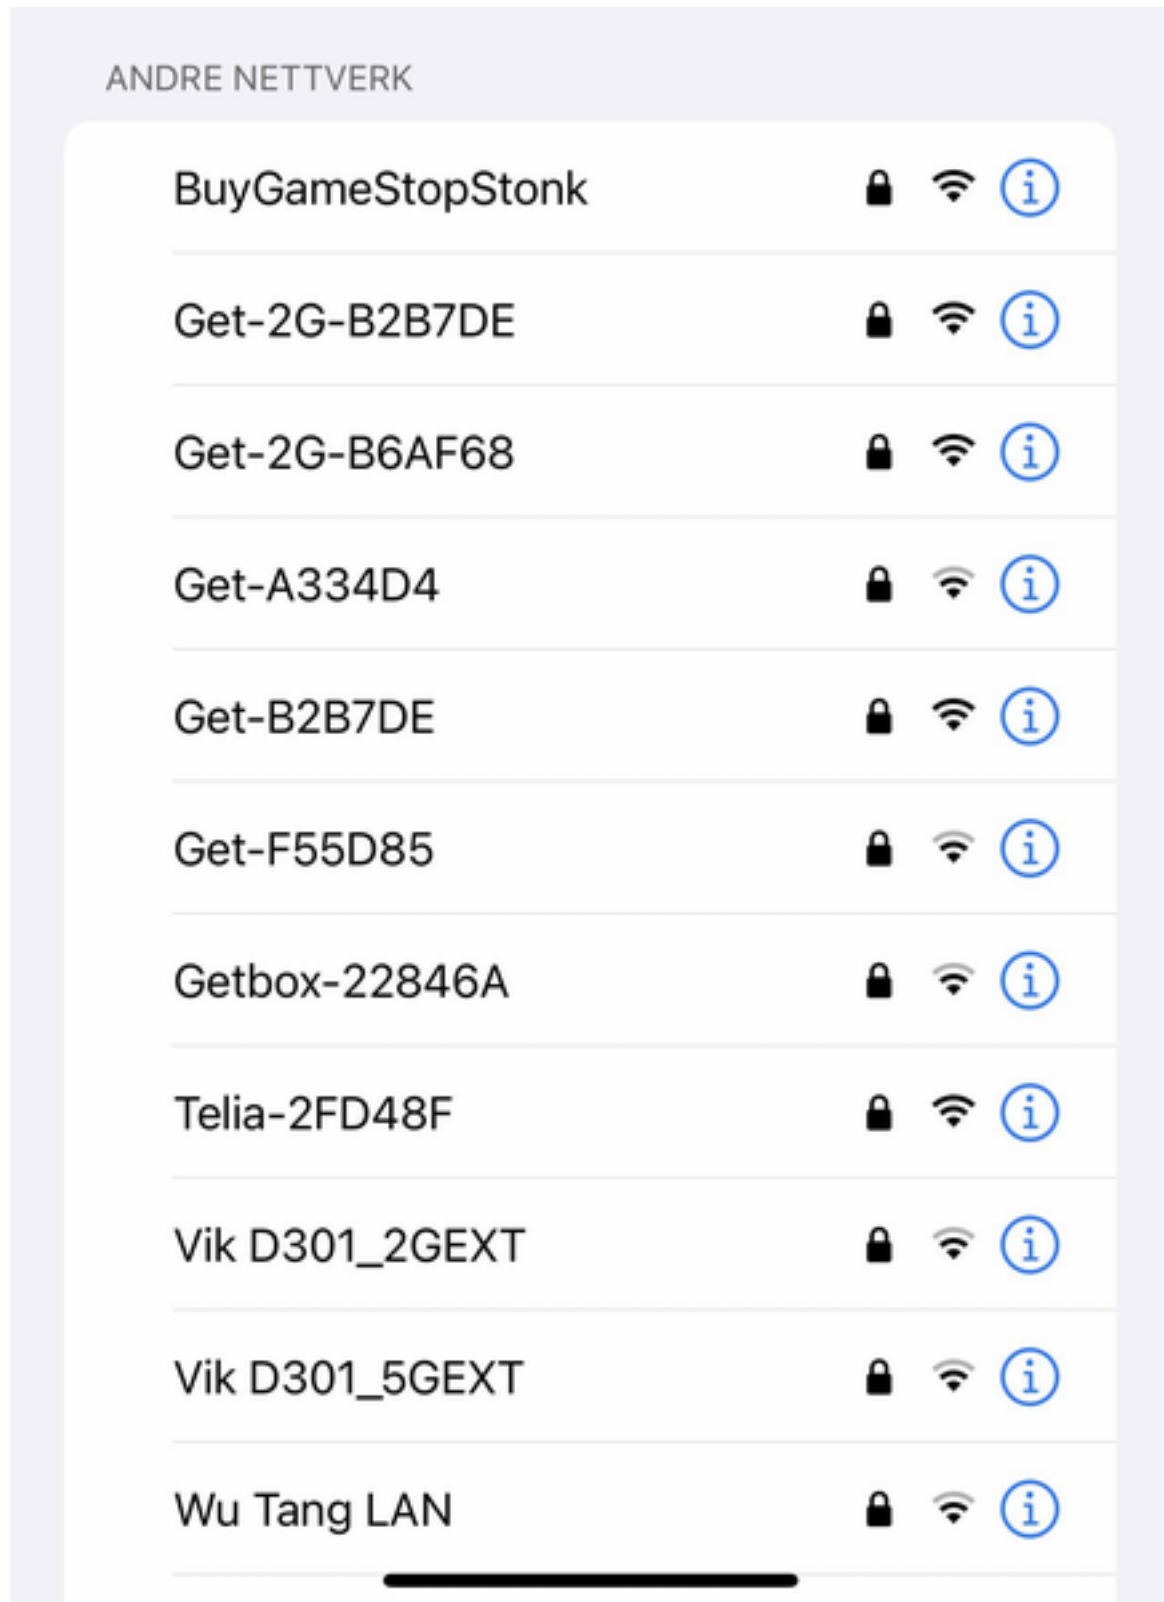 ANDRE NETTVERK
BuyGameStopStonk
Get-2G-B2B7DE
Get-2G-B6AF68
Get-A334D4
Get-B2B7DE
Get-F55D85
Getbox-22846A
Telia-2FD48F
Vik D301_2GEXT
Vik D301_5GEXT
Wu Tang LAN